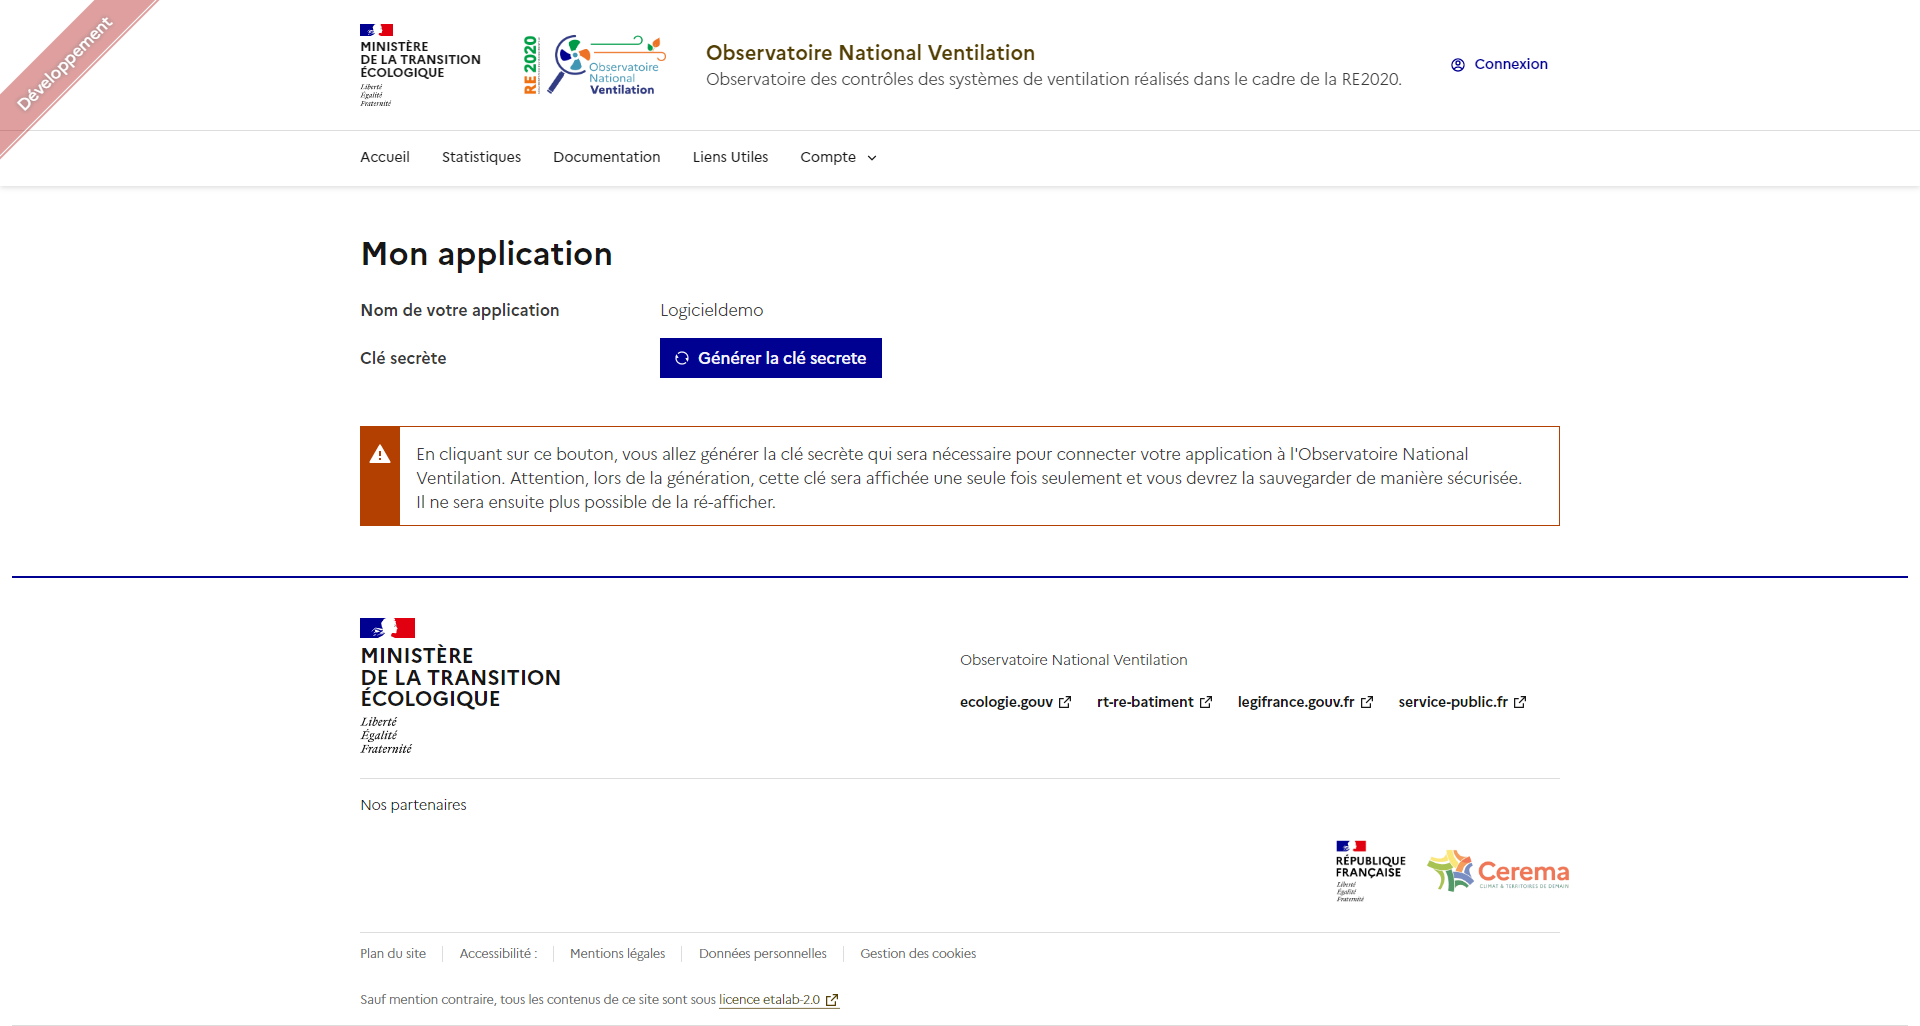 Développement
MINISTÈRE
DE LA TRANSITION
ÉCOLOGIQUE
Liberté
Égalité
Fraternité
RE2020
Observatoire
National
Ventilation
Observatoire National Ventilation
Observatoire des contrôles des systèmes de ventilation réalisés dans le cadre de la RE2020.
Connexion
Accueil Statistiques Documentation Liens Utiles Compte
Mon application
Nom de votre application Logicieldemo
Clé secrète Générer la clé secrete
En cliquant sur ce bouton, vous allez générer la clé secrète qui sera nécessaire pour connecter votre application à l'Observatoire National
Ventilation. Attention, lors de la génération, cette clé sera affichée une seule fois seulement et vous devrez la sauvegarder de manière sécurisée.
Il ne sera ensuite plus possible de la ré-afficher.
MINISTÈRE
DE LA TRANSITION
ÉCOLOGIQUE
Liberté
Égalité
Fraternité
Observatoire National Ventilation
ecologie.gouv rt-re-batiment legifrance.gouv.fr service-public.fr
Nos partenaires
RÉPUBLIQUE
FRANÇAISE
Liberté
Égalité
Fraternité
Cerema
CLIMAT & TERRITOIRES DE DEMAIN
Plan du site Accessibilité : Mentions légales Données personnelles Gestion des cookies
Sauf mention contraire, tous les contenus de ce site sont sous licence etalab-2.0